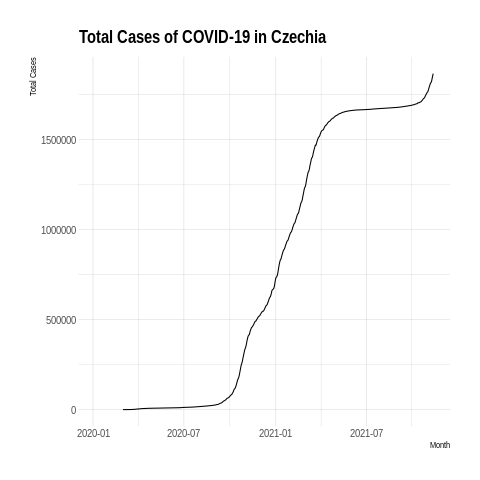 Total Cases of COVID-19 in Czechia
Total Cases
1500000
1000000
500000
0
2020-01 2020-07 2021-01 2021-07
Month